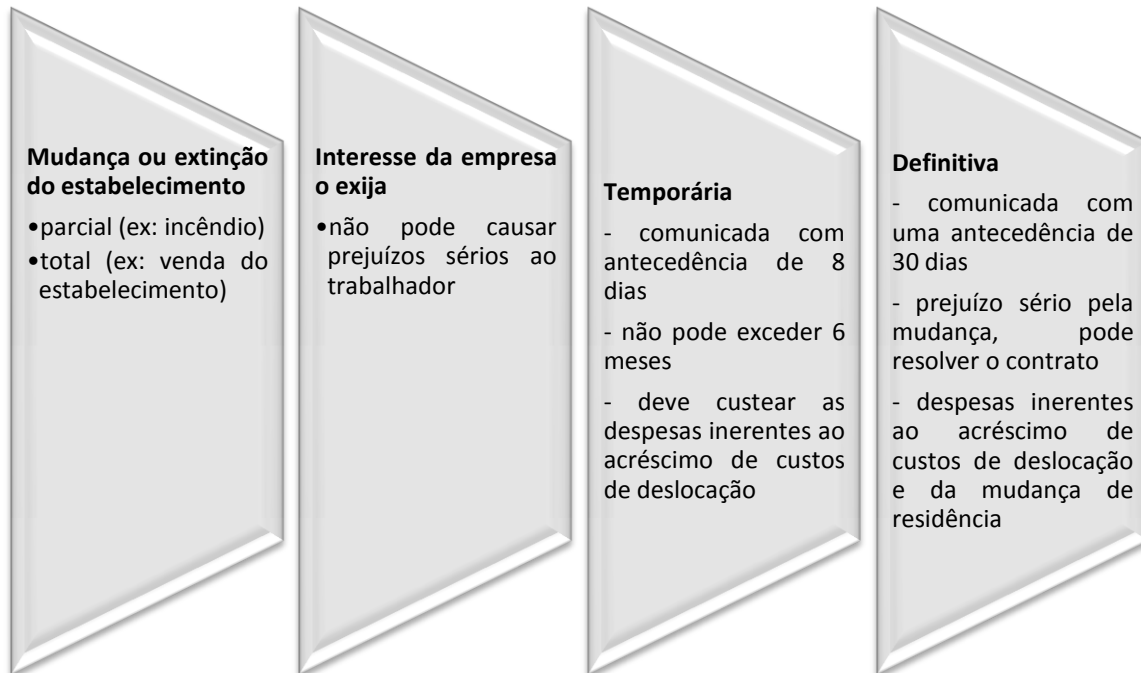 Mudança ou extinção
do estabelecimento
•parcial (ex: incêndio)
•total (ex: venda do
estabelecimento)
Interesse da empresa
o exija
•não pode causar
prejuízos sérios ao
trabalhador
Temporária
- comunicada com
antecedência de 8
dias
- não pode exceder 6
meses
- deve custear as
despesas inerentes ao
acréscimo de custos
de deslocação
Definitiva
- comunicada com
uma antecedência de
30 dias
- prejuízo sério pela
mudança, pode
resolver o contrato
- despesas inerentes
ao acréscimo de
custos de deslocação
e da mudança de
residência